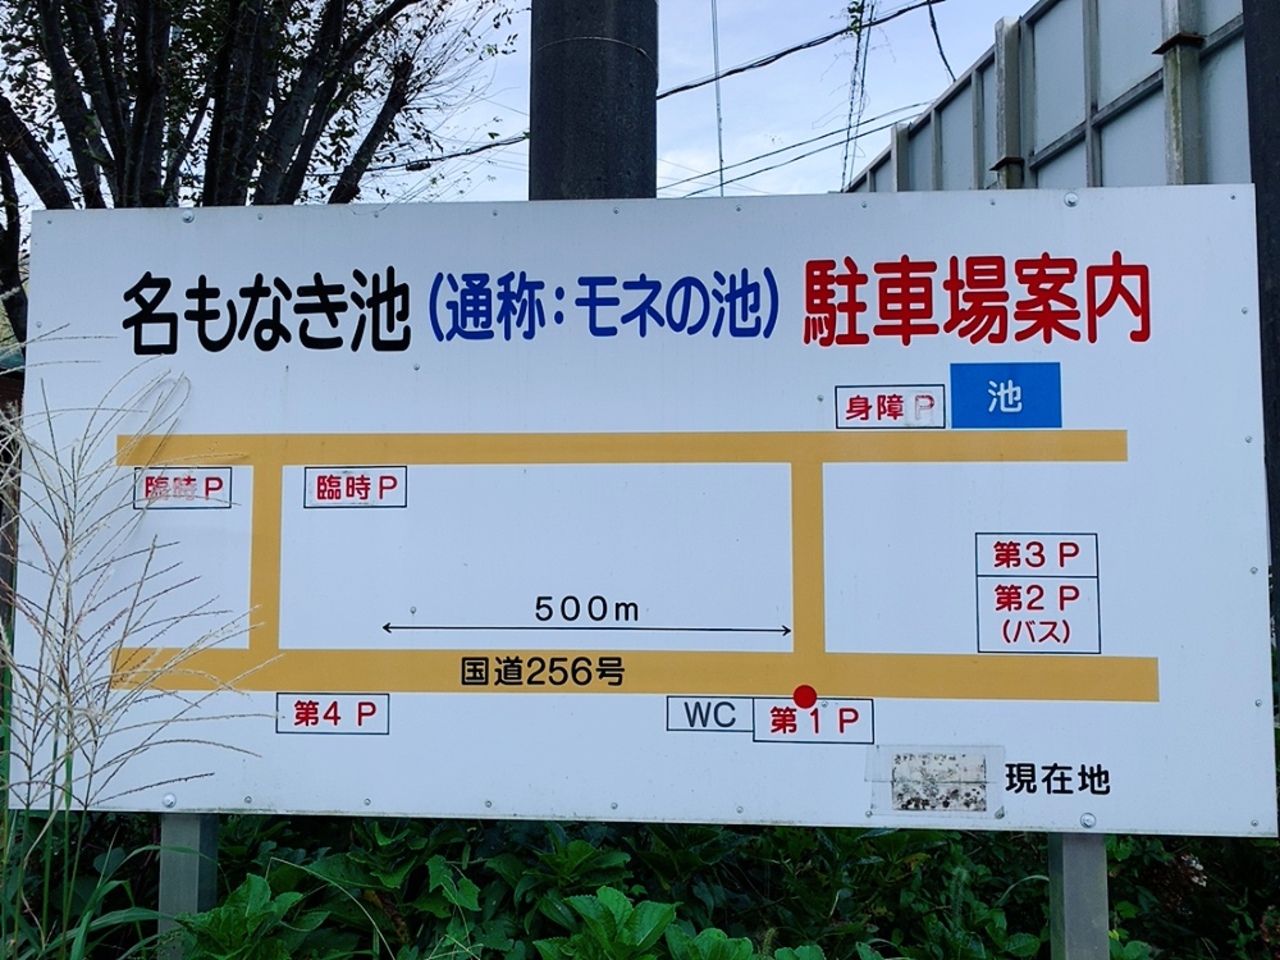 名もなき池(通称:モネの池)駐車場案内
身障P
池
臨時P
臨時P
第3P
第2P
(バス)
500m
国道256号
第4P
WC
第1P
現在地